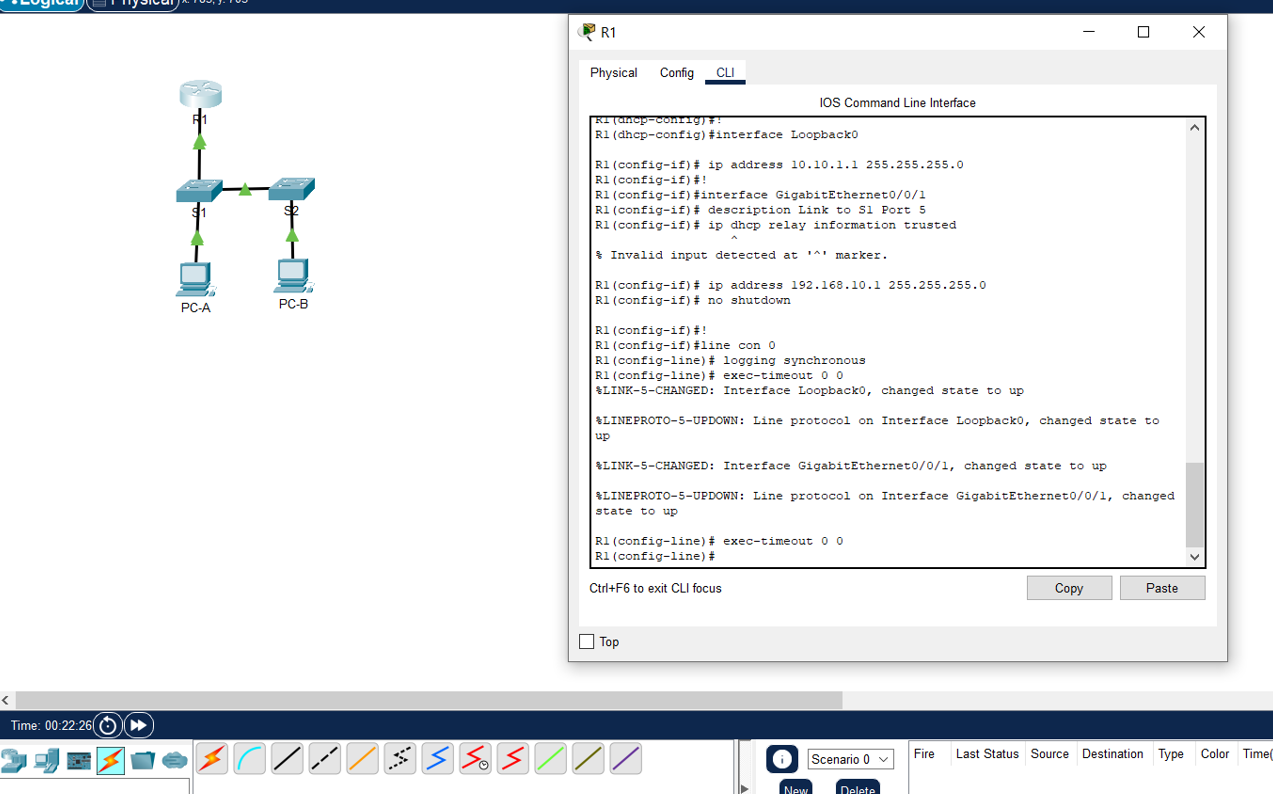 Logical
Physical
x: 765, y: 765
R1
Physical
Config
CLI
IOS Command Line Interface
R1(dhcp-config)#!
R1(dhcp-config)#interface Loopback0
R1(config-if)# ip address 10.10.1.1 255.255.255.0
R1(config-if)#!
R1(config-if)#interface GigabitEthernet0/0/1
R1(config-if)# description Link to S1 Port 5
R1(config-if)# ip dhcp relay information trusted
^
% Invalid input detected at '^' marker.
R1(config-if)# ip address 192.168.10.1 255.255.255.0
R1(config-if)# no shutdown
R1(config-if)#!
R1(config-if)#line con 0
R1(config-line)# logging synchronous
R1(config-line)# exec-timeout 0 0
%LINK-5-CHANGED: Interface Loopback0, changed state to up
%LINEPROTO-5-UPDOWN: Line protocol on Interface Loopback0, changed state to
up
%LINK-5-CHANGED: Interface GigabitEthernet0/0/1, changed state to up
%LINEPROTO-5-UPDOWN: Line protocol on Interface GigabitEthernet0/0/1, changed
state to up
R1(config-line)# exec-timeout 0 0
R1(config-line)#
Ctrl+F6 to exit CLI focus
Copy
Paste
Top
R1
S1
S2
PC-A
PC-B
Time: 00:22:26
Scenario 0
New
Delete
Fire
Last Status
Source
Destination
Type
Color
Time(